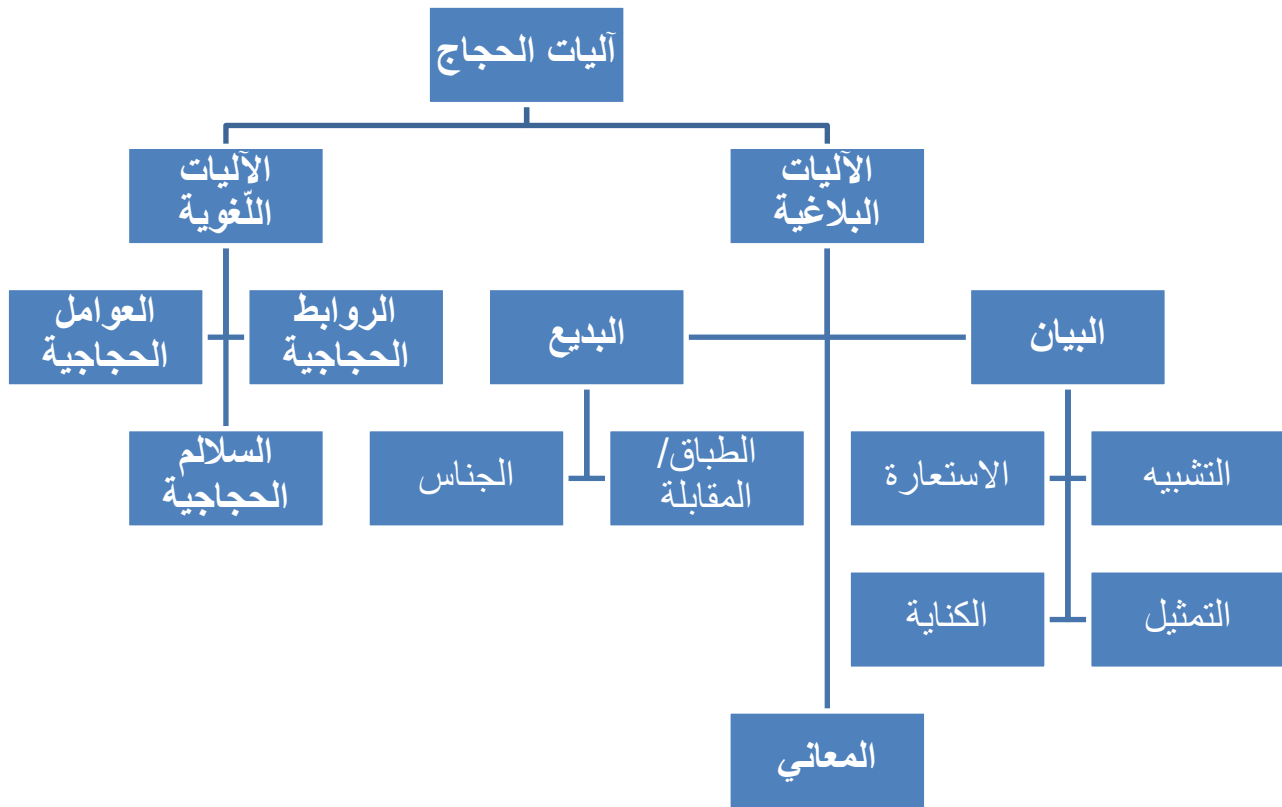 آليات الحجاج
الآليات
البلاغية
الآليات
اللّغوية
البيان
البديع
الروابط
الحجاجية
العوامل
الحجاجية
التشبيه
الاستعارة
الطباق/
المقابلة
الجناس
السلالم
الحجاجية
التمثيل
الكناية
المعاني